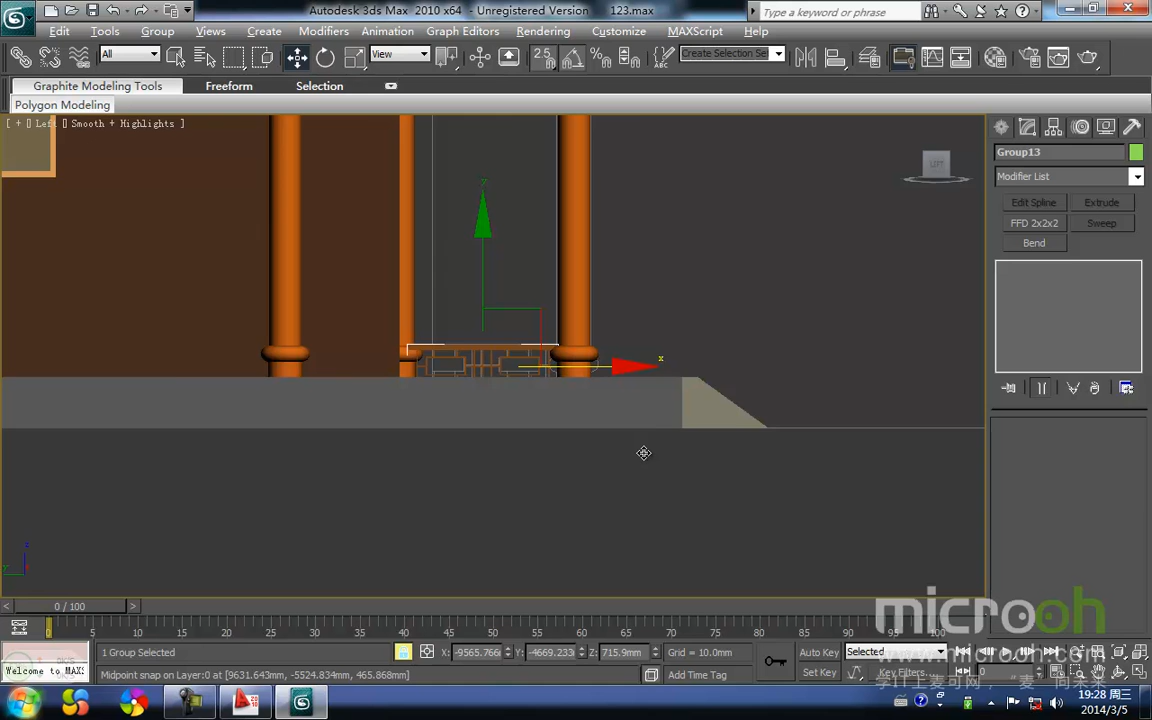 Autodesk 3ds Max 2010 x64 - Unregistered Version 123.max
Type a keyword or phrase
Edit Tools Group Views Create Modifiers Animation Graph Editors Rendering Customize MAXScript Help
All
View
2.5
Create Selection Se
Graphite Modeling Tools Freeform Selection
Polygon Modeling
[ + [] Left [] Smooth + Highlights ]
LEFT
Group13
Modifier List
Edit Spline Extrude
FFD 2x2x2 Sweep
Bend
y
x
z
0 / 100
0 5 10 15 20 25 30 35 40 45 50 55 60 65 70 75 80 85 90 95 100
microoh
www.microoh.com
Welcome to MAX
1 Group Selected
X: -9565.766 Y: -4669.233 Z: 715.9mm Grid = 10.0mm
Auto Key Selected
Set Key Key Filters...
0
Midpoint snap on Layer:0 at [9631.643mm, -5524.834mm, 465.868mm]
Add Time Tag
19:28 周三
2014/3/5